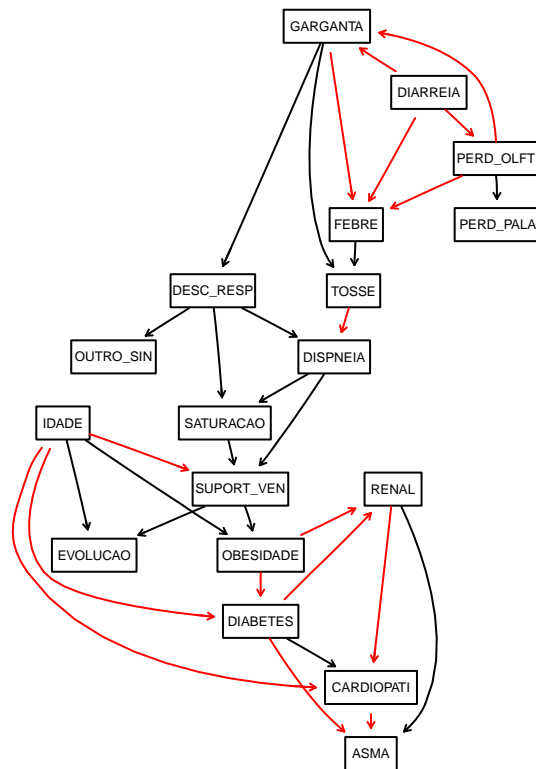 GARGANTA
DIARREIA
PERD_OLFT
FEBRE
PERD_PALA
DESC_RESP
TOSSE
OUTRO_SIN
DISPNEIA
IDADE
SATURACAO
SUPORT_VEN
RENAL
EVOLUCAO
OBESIDADE
DIABETES
CARDIOPATI
ASMA